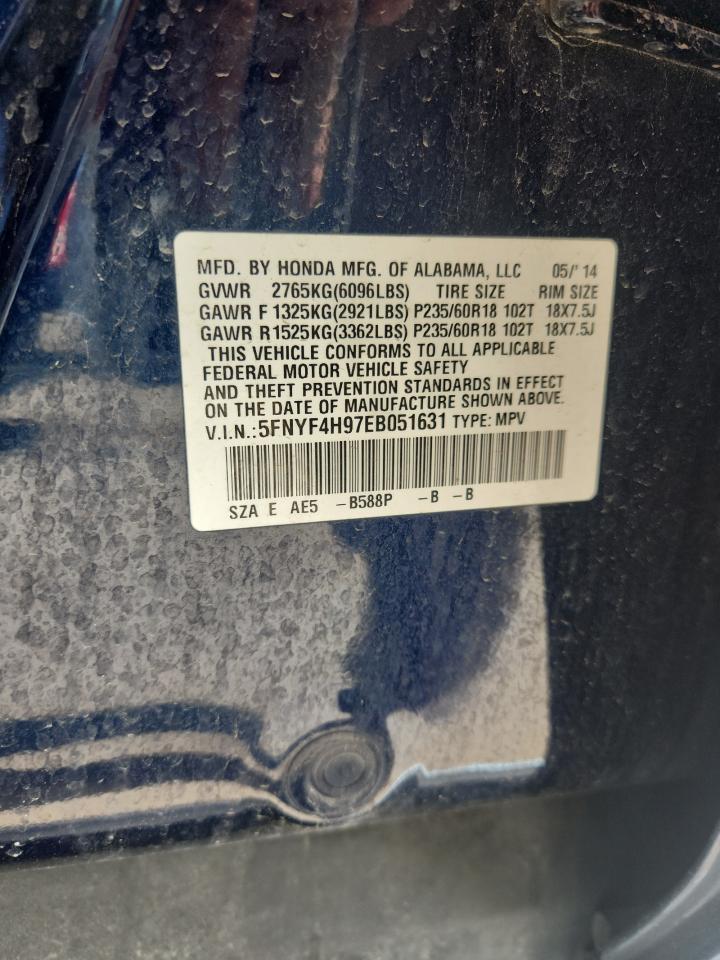 MFD. BY HONDA MFG. OF ALABAMA, LLC 05/'14
GVWR 2765KG(6096LBS) TIRE SIZE RIM SIZE
GAWR F 1325KG(2921LBS) P235/60R18 102T 18X7.5J
GAWR R 1525KG(3362LBS) P235/60R18 102T 18X7.5J
THIS VEHICLE CONFORMS TO ALL APPLICABLE
FEDERAL MOTOR VEHICLE SAFETY
AND THEFT PREVENTION STANDARDS IN EFFECT
ON THE DATE OF MANUFACTURE SHOWN ABOVE.
V.I.N.:5FNYF4H97EB051631 TYPE: MPV
SZA E AE5 -B588P -B -B